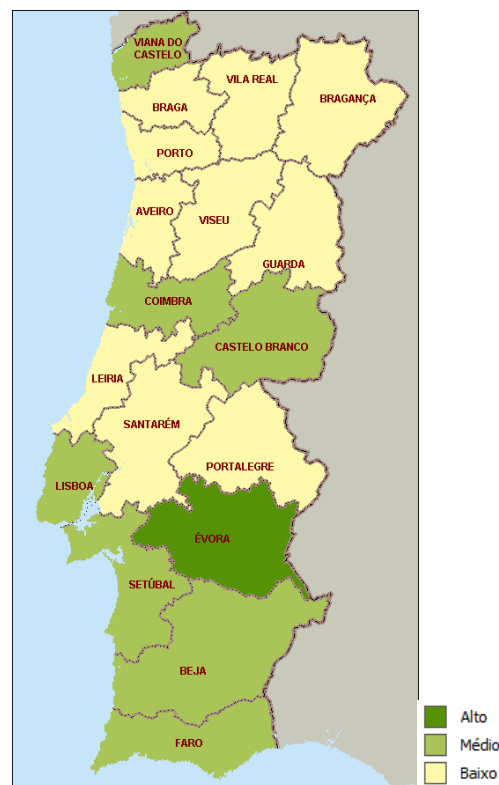 VIANA DO
CASTELO
VILA REAL
BRAGANÇA
BRAGA
PORTO
AVEIRO
VISEU
GUARDA
COIMBRA
CASTELO BRANCO
LEIRIA
SANTARÉM
PORTALEGRE
LISBOA
ÉVORA
SETÚBAL
BEJA
FARO
Alto
Médio
Baixo